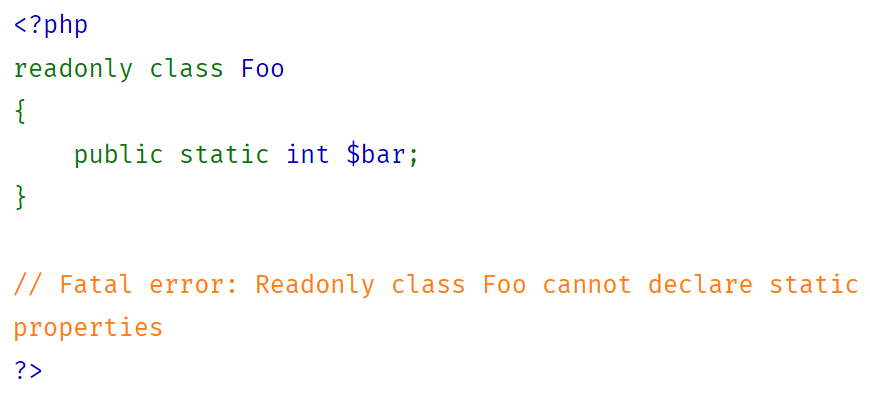 <?php
readonly class Foo
{
    public static int $bar;
}

// Fatal error: Readonly class Foo cannot declare static
properties
?>